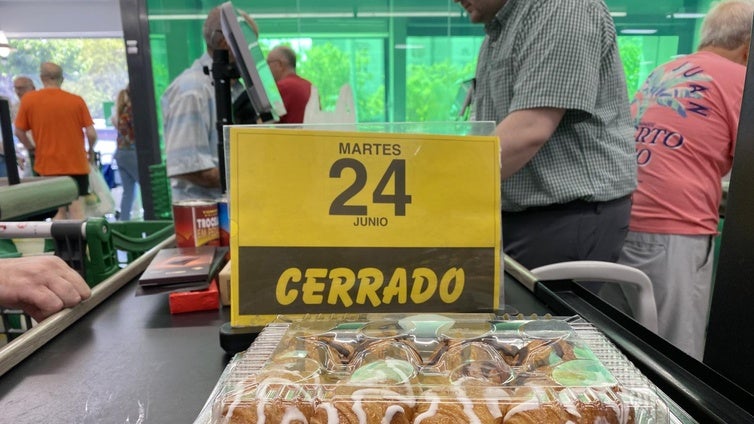 MARTES
24
JUNIO
CERRADO